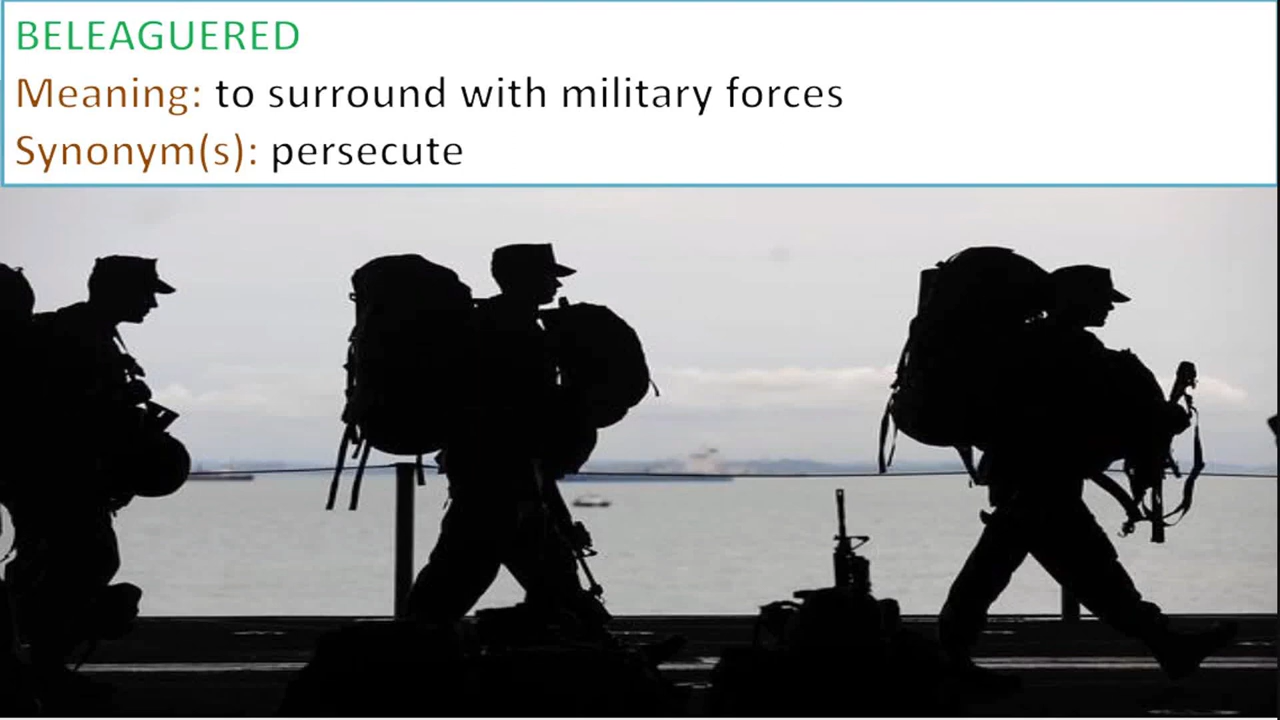 BELEAGUERED
Meaning: to surround with military forces
Synonym(s): persecute